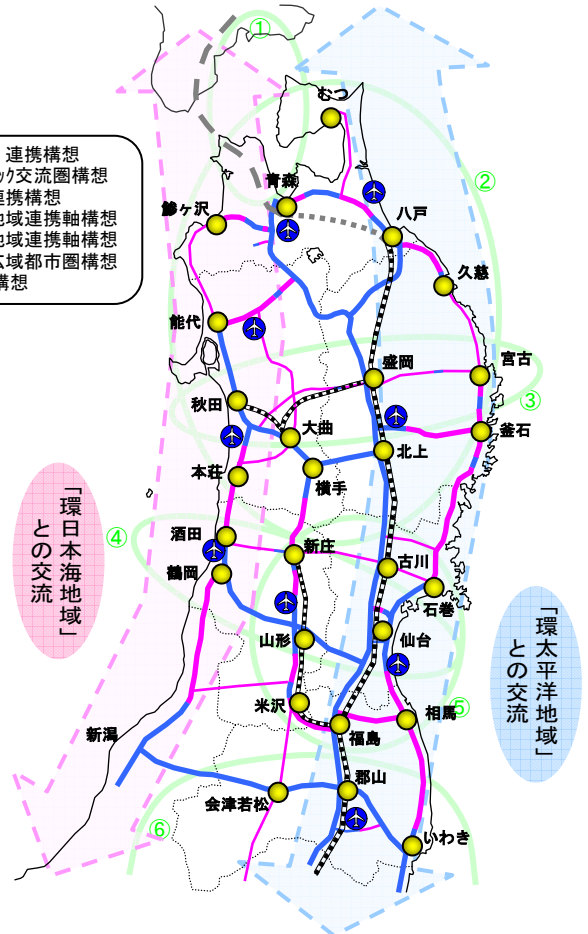 ①
むつ
連携構想
ック交流圏構想
連携構想
地域連携軸構想
地域連携軸構想
広域都市圏構想
構想
②
青森
鰺ヶ沢
八戸
久慈
能代
盛岡
宮古
秋田
③
大曲
釜石
北上
本荘
横手
「環日本海地域」
との交流
④
酒田
新庄
古川
鶴岡
石巻
山形
仙台
「環太平洋地域」
との交流
米沢
⑤
相馬
新潟
福島
会津若松
郡山
⑥
いわき